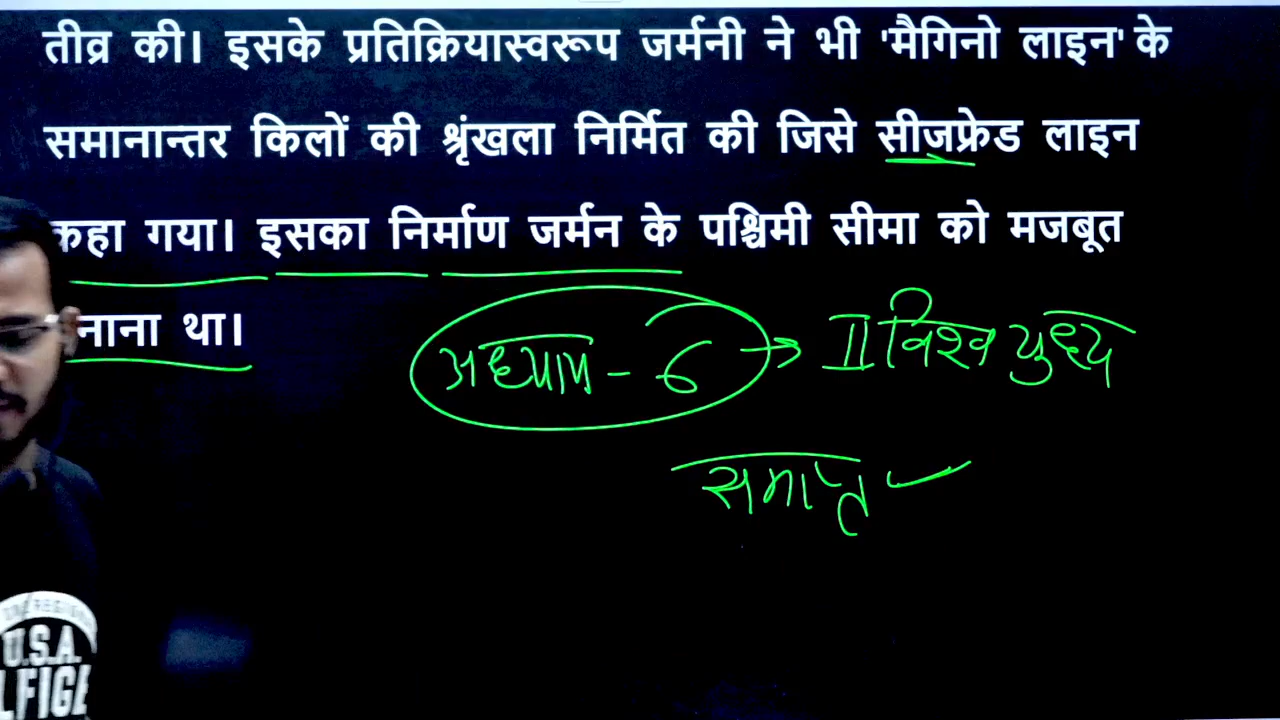 तीव्र की। इसके प्रतिक्रियास्वरूप जर्मनी ने भी 'मैगिनो लाइन' के
समानान्तर किलों की श्रृंखला निर्मित की जिसे सीजफ्रेड लाइन
कहा गया। इसका निर्माण जर्मन के पश्चिमी सीमा को मजबूत
नाना था।
अध्याय - 6 → II विश्व युध्य
समाप्त
U.S.A.